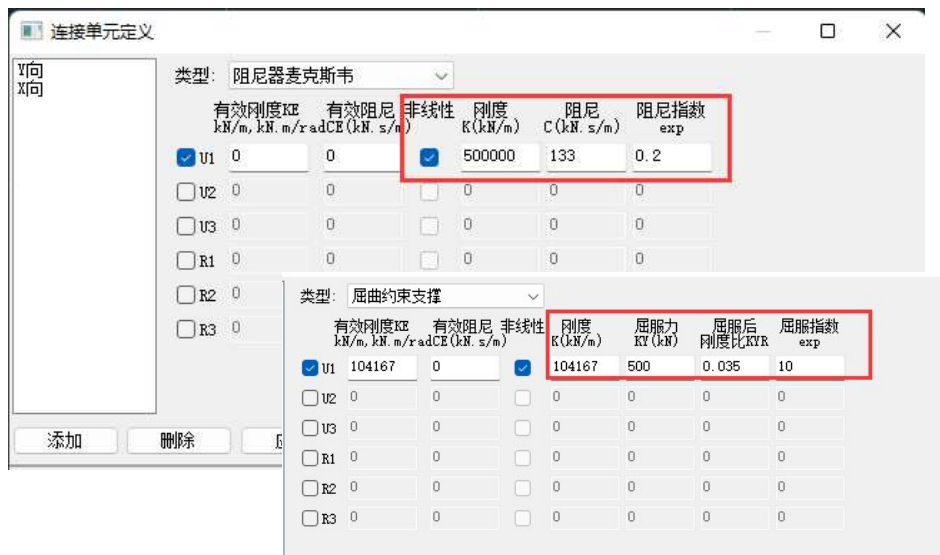 连接单元定义
Y向
X向
类型: 阻尼器麦克斯韦
有效刚度KE 有效阻尼 非线性 刚度 阻尼 阻尼指数
kN/m,kN.m/radCE(kN.s/m) K(kN/m) C(kN.s/m) exp
U1 0 0 500000 133 0.2
U2 0 0 0 0 0
U3 0 0 0 0 0
R1 0 0 0 0 0
R2 0
R3 0
添加 删除
类型: 屈曲约束支撑
有效刚度KE 有效阻尼 非线性 刚度 屈服力 屈服后 屈服指数
kN/m,kN.m/radCE(kN.s/m) K(kN/m) KY(kN) 刚度比KYR exp
U1 104167 0 104167 500 0.035 10
U2 0 0 0 0 0 0
U3 0 0 0 0 0 0
R1 0 0 0 0 0 0
R2 0 0 0 0 0 0
R3 0 0 0 0 0 0